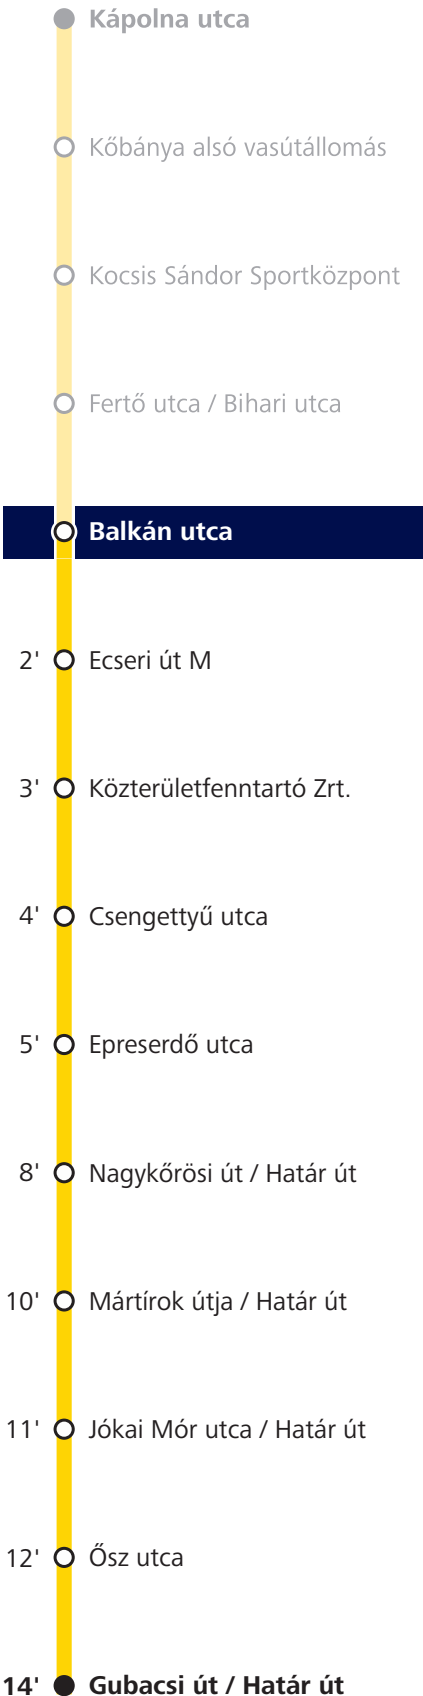 Kápolna utca
Kőbánya alsó vasútállomás
Kocsis Sándor Sportközpont
Fertő utca / Bihari utca
Balkán utca
2' Ecseri út M
3' Közterületfenntartó Zrt.
4' Csengettyű utca
5' Epreserdő utca
8' Nagykőrösi út / Határ út
10' Mártírok útja / Határ út
11' Jókai Mór utca / Határ út
12' Ősz utca
14' Gubacsi út / Határ út